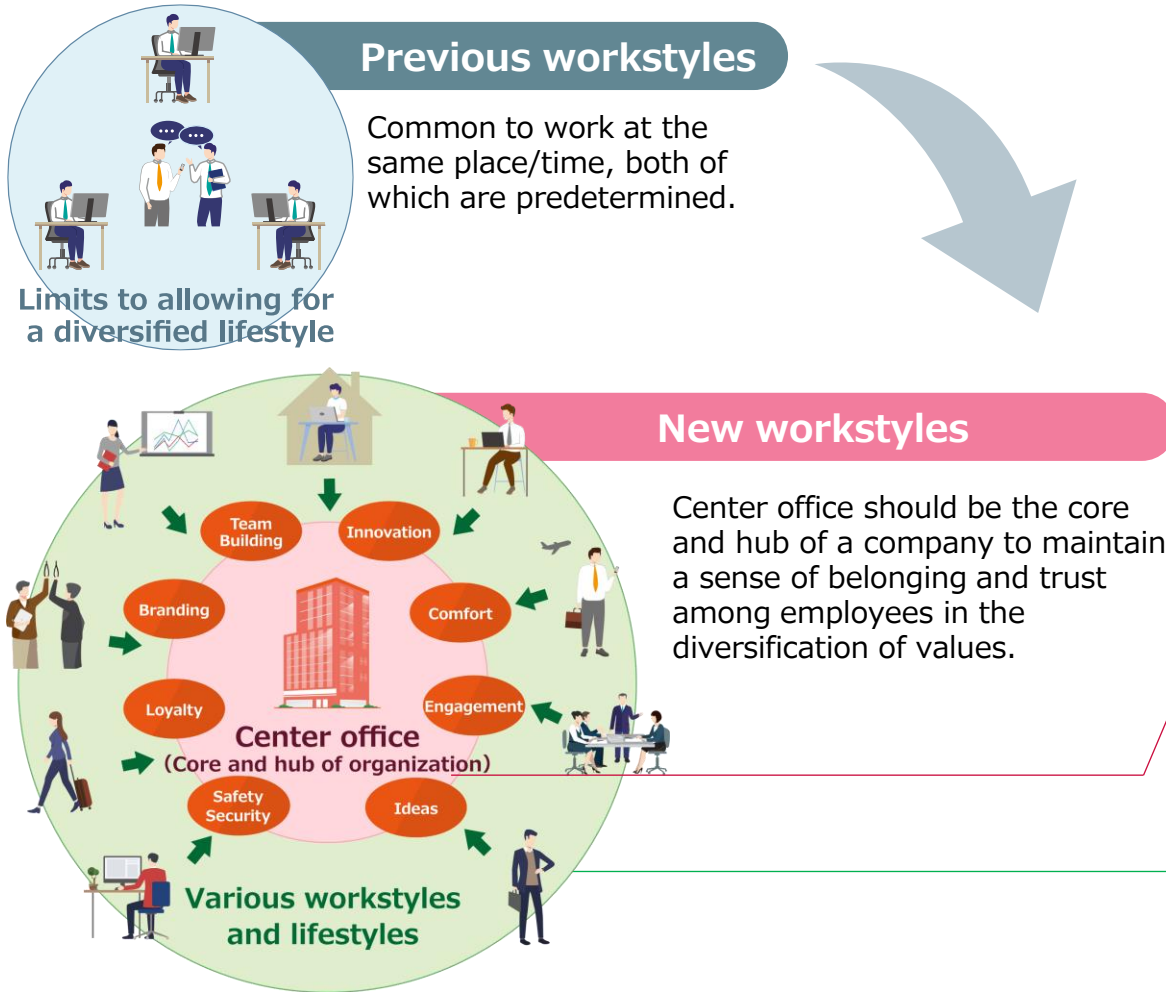 Previous workstyles
Common to work at the
same place/time, both of
which are predetermined.
Limits to allowing for
a diversified lifestyle
New workstyles
Center office should be the core
and hub of a company to maintain
a sense of belonging and trust
among employees in the
diversification of values.
Team
Building
Innovation
Branding
Comfort
Loyalty
Engagement
Center office
(Core and hub of organization)
Safety
Security
Ideas
Various workstyles
and lifestyles